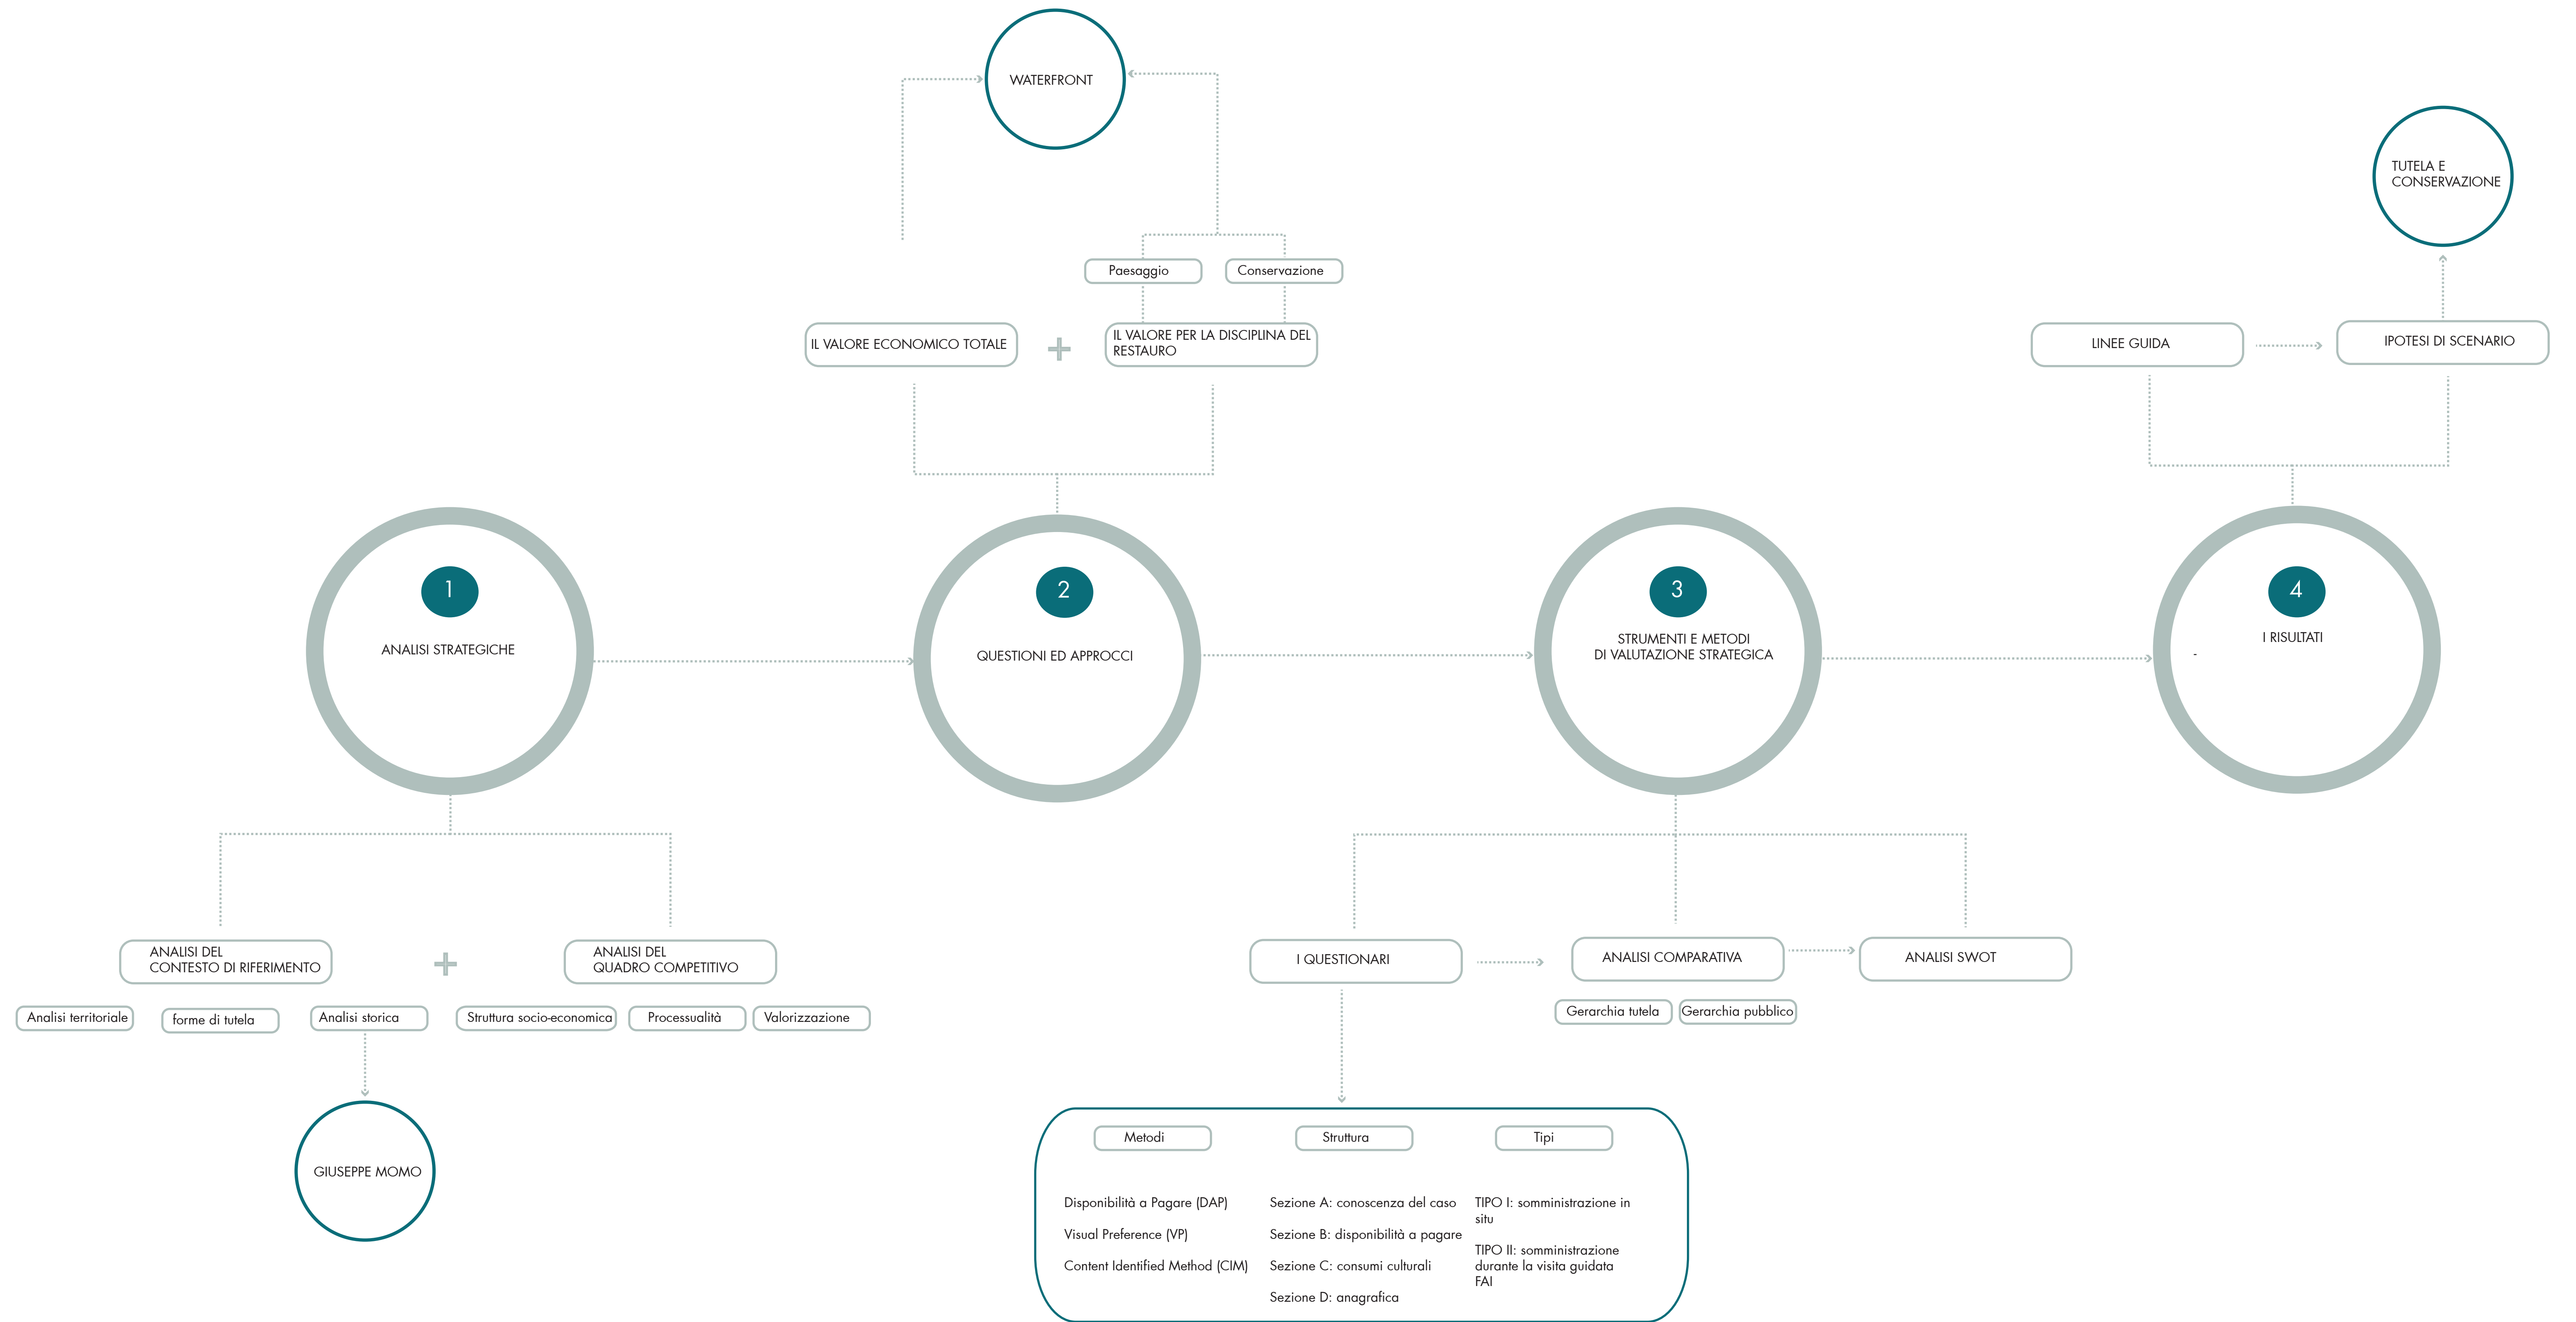 WATERFRONT
TUTELA E
CONSERVAZIONE
Paesaggio
Conservazione
IL VALORE ECONOMICO TOTALE
+
IL VALORE PER LA DISCIPLINA DEL
RESTAURO
LINEE GUIDA
IPOTESI DI SCENARIO
1
ANALISI STRATEGICHE
2
QUESTIONI ED APPROCCI
3
STRUMENTI E METODI
DI VALUTAZIONE STRATEGICA
4
I RISULTATI
-
ANALISI DEL
CONTESTO DI RIFERIMENTO
+
ANALISI DEL
QUADRO COMPETITIVO
Analisi territoriale
forme di tutela
Analisi storica
Struttura socio-economica
Processualità
Valorizzazione
GIUSEPPE MOMO
I QUESTIONARI
ANALISI COMPARATIVA
ANALISI SWOT
Gerarchia tutela
Gerarchia pubblico
Metodi
Disponibilità a Pagare (DAP)
Visual Preference (VP)
Content Identified Method (CIM)
Struttura
Sezione A: conoscenza del caso
Sezione B: disponibilità a pagare
Sezione C: consumi culturali
Sezione D: anagrafica
Tipi
TIPO I: somministrazione in
situ
TIPO II: somministrazione
durante la visita guidata
FAI